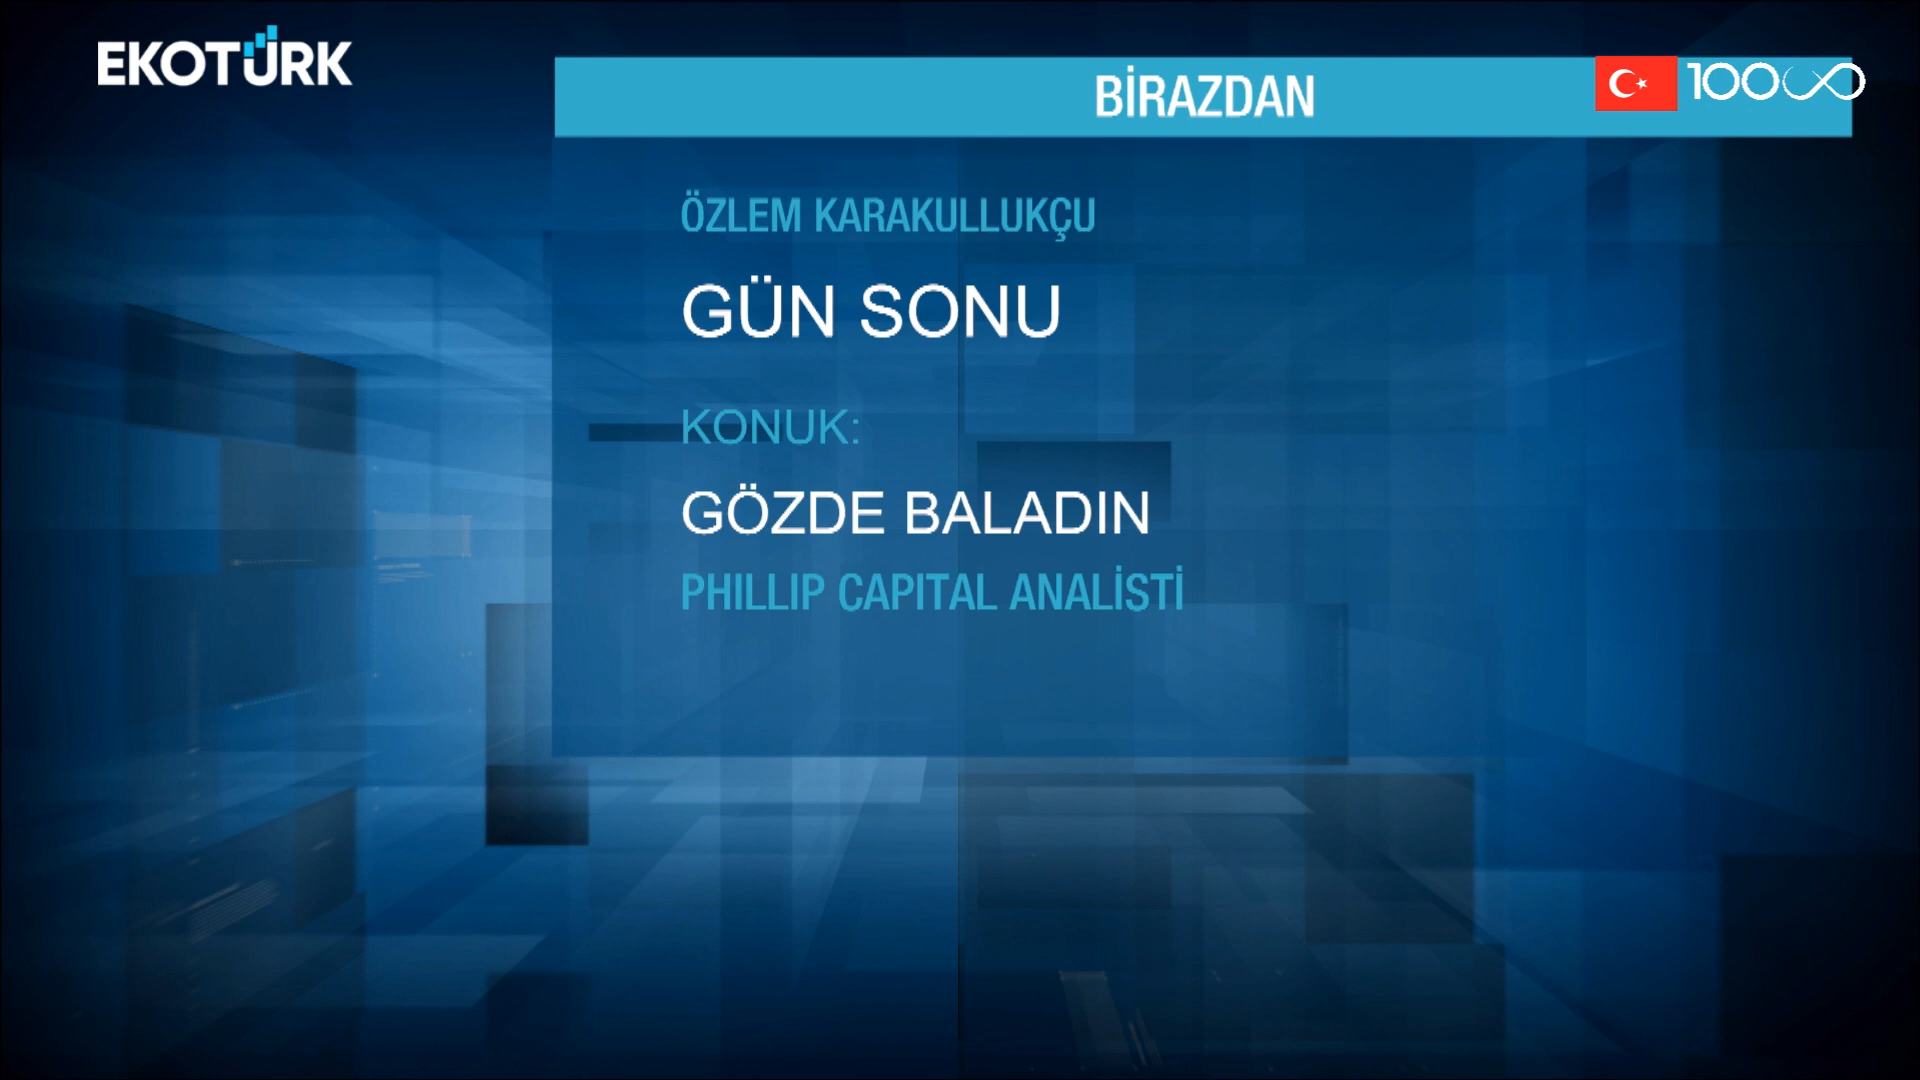 EKOTÜRK
BİRAZDAN
100
ÖZLEM KARAKULLUKÇU
GÜN SONU
KONUK:
GÖZDE BALADIN
PHILLIP CAPITAL ANALİSTİ